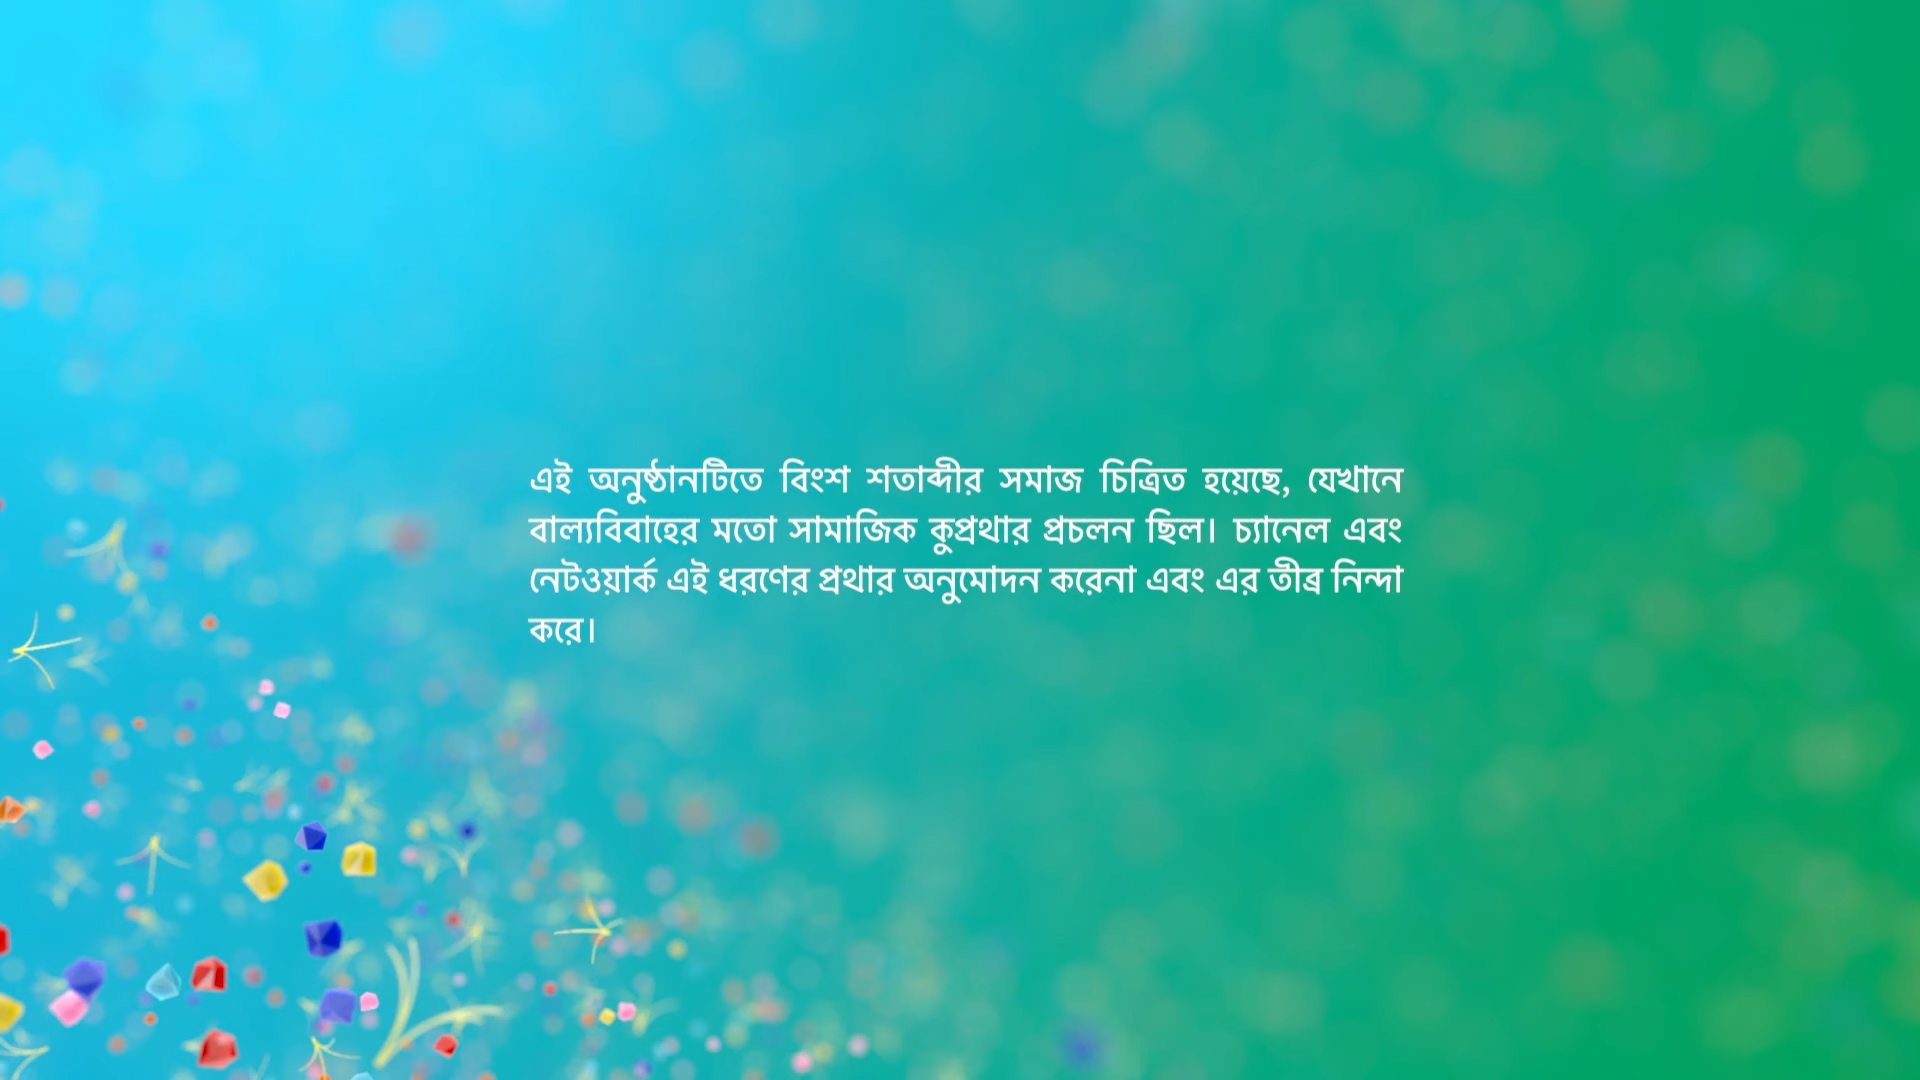 এই অনুষ্ঠানটিতে বিংশ শতাব্দীর সমাজ চিত্রিত হয়েছে, যেখানে
বাল্যবিবাহের মতো সামাজিক কুপ্রথার প্রচলন ছিল। চ্যানেল এবং
নেটওয়ার্ক এই ধরণের প্রথার অনুমোদন করেনা এবং এর তীব্র নিন্দা
করে।